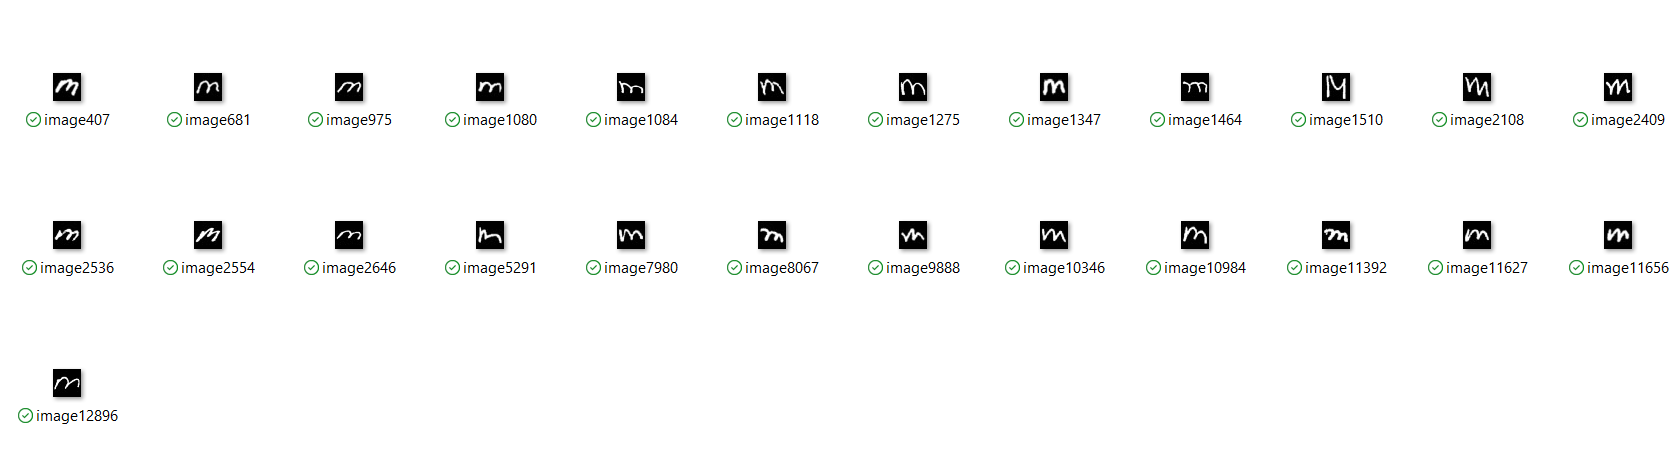 m m m m m m m m m M m m
image407 image681 image975 image1080 image1084 image1118 image1275 image1347 image1464 image1510 image2108 image2409
m m m m m m m m m m m m
image2536 image2554 image2646 image5291 image7980 image8067 image9888 image10346 image10984 image11392 image11627 image11656
m
image12896